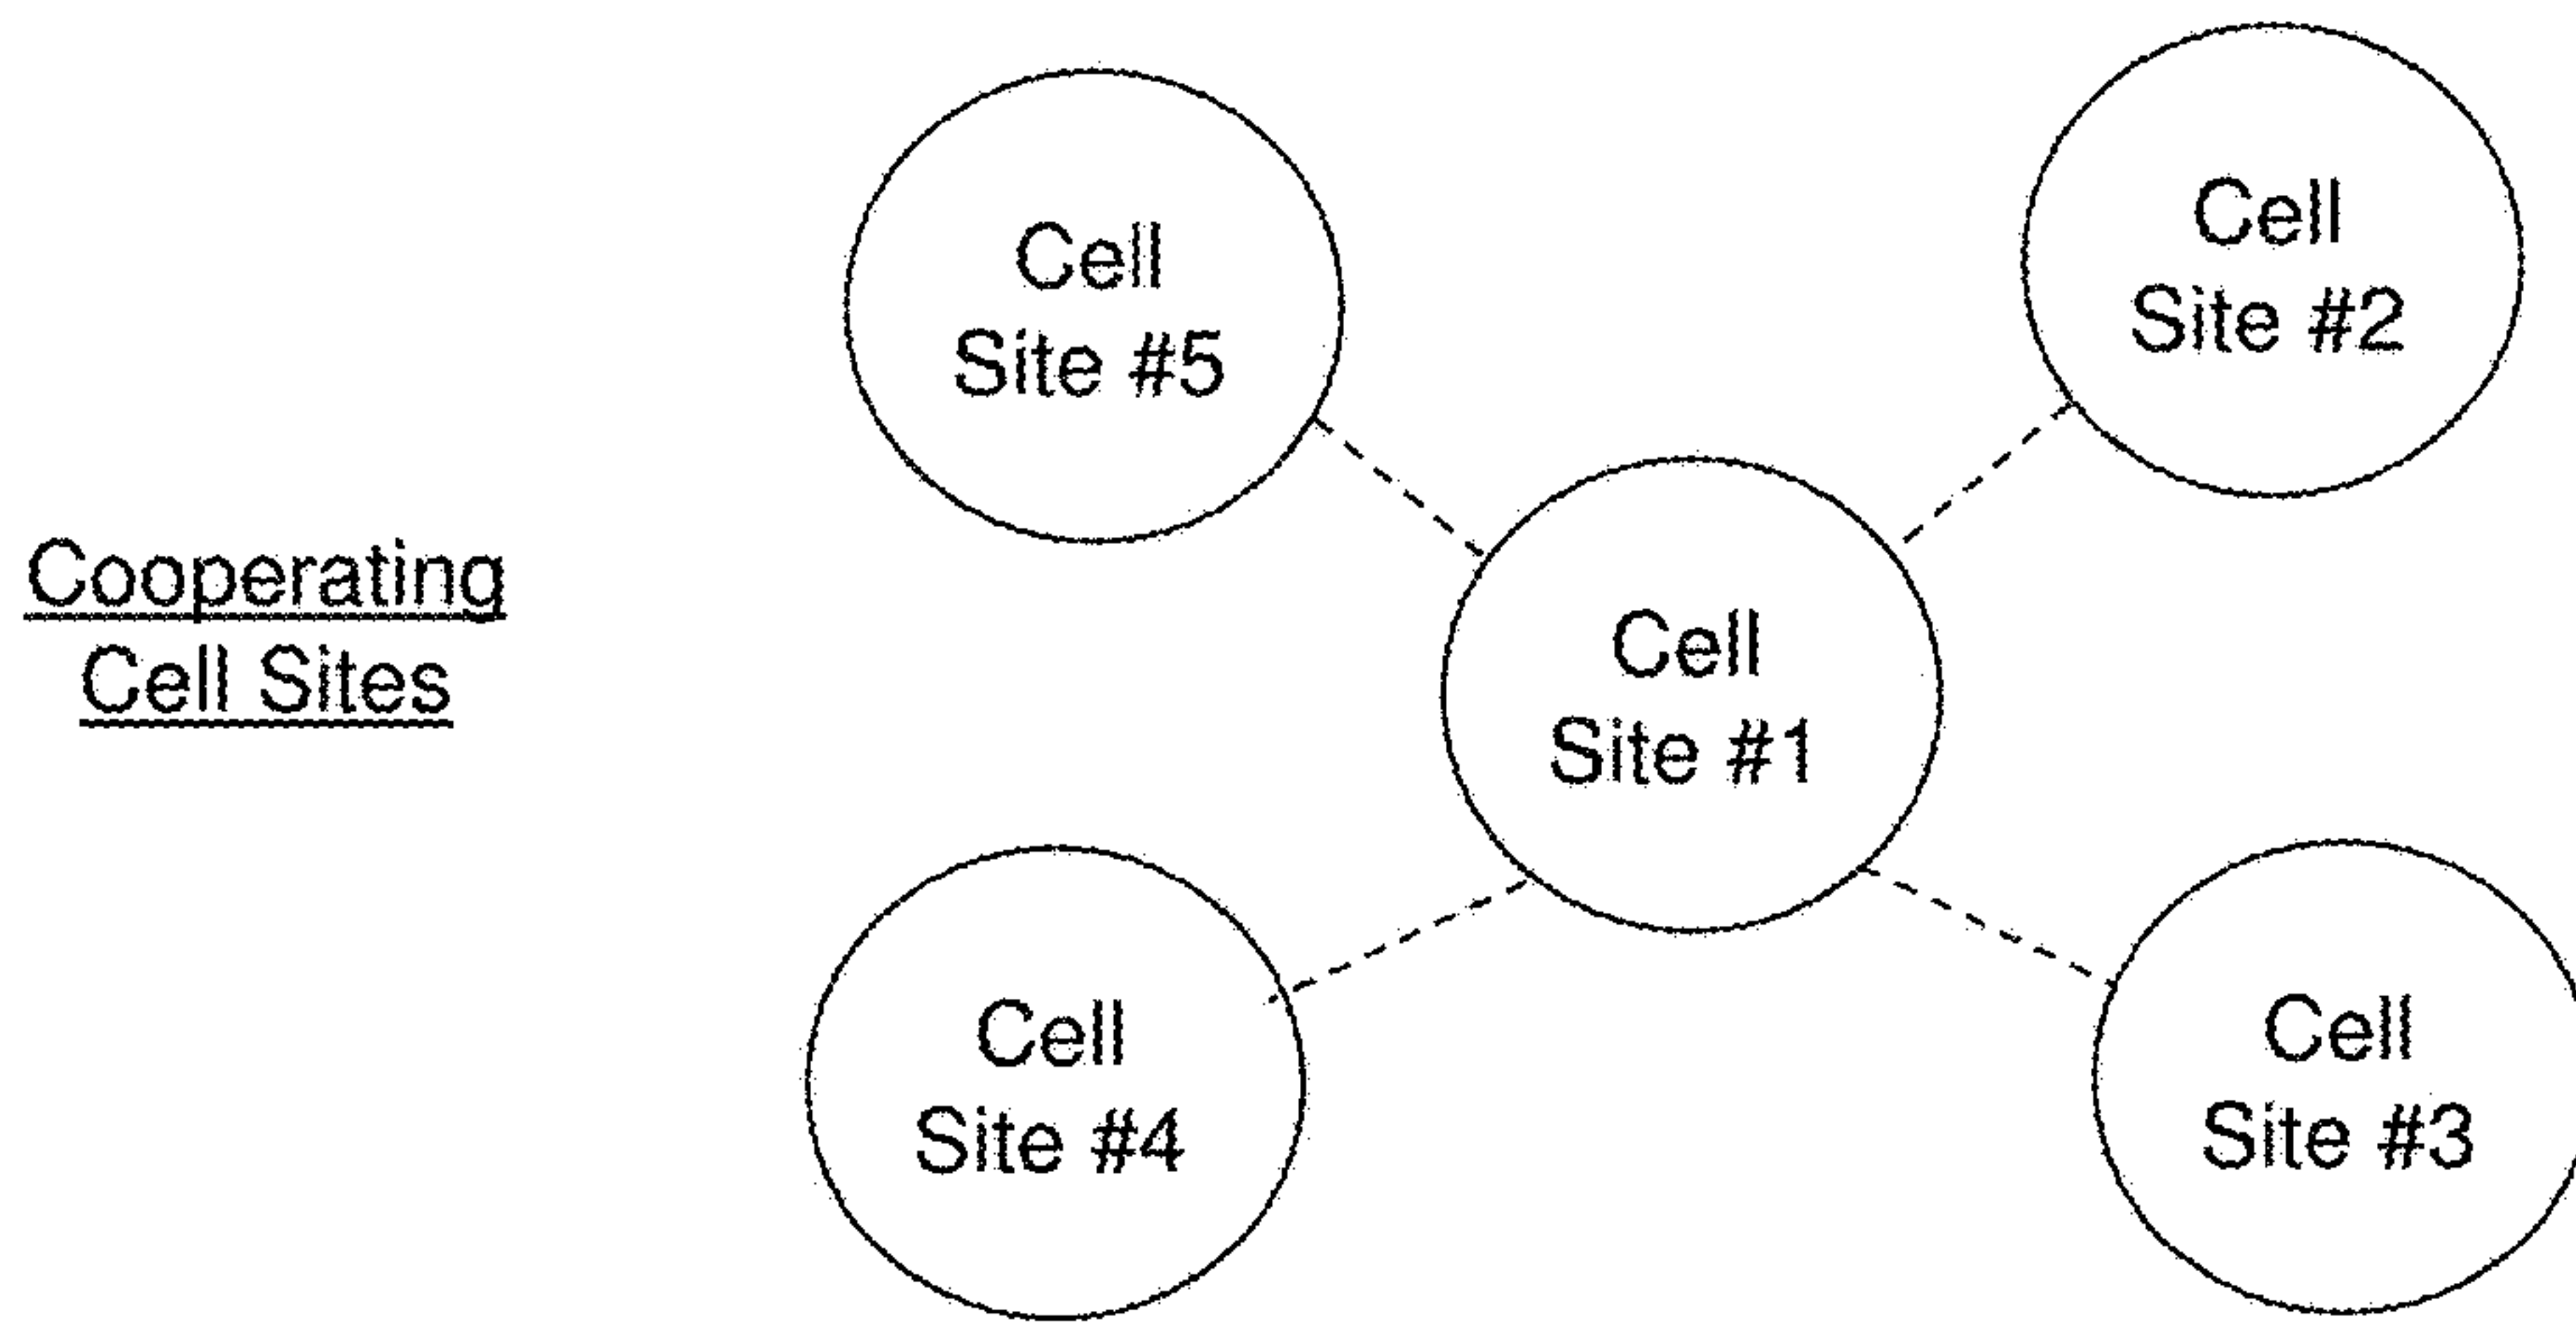 Cooperating
Cell Sites
Cell
Site #5
Cell
Site #2
Cell
Site #1
Cell
Site #4
Cell
Site #3